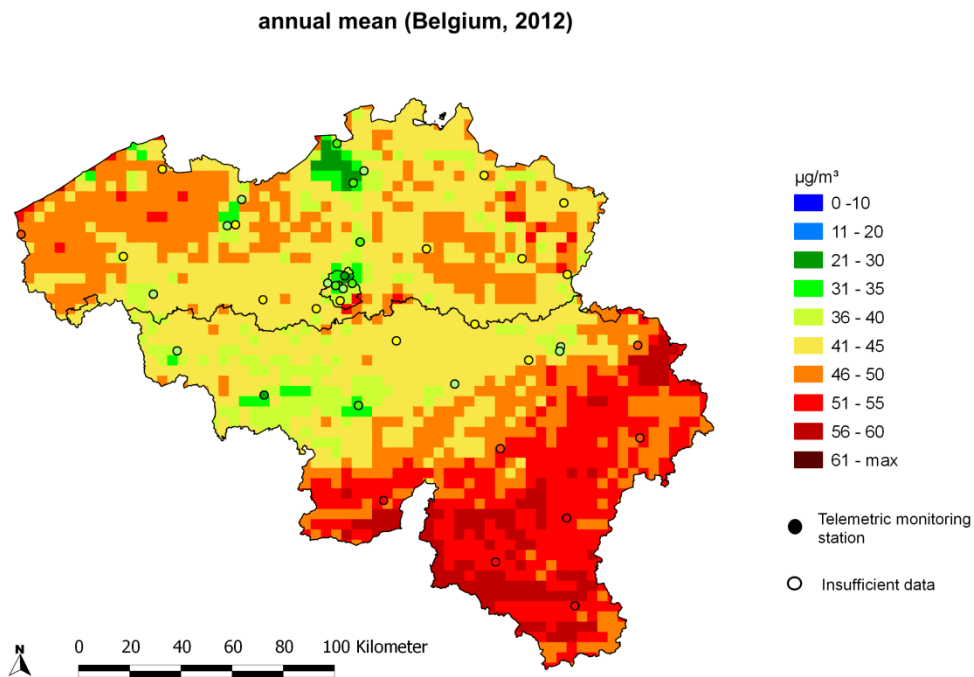 annual mean (Belgium, 2012)
µg/m³
0 -10
11 - 20
21 - 30
31 - 35
36 - 40
41 - 45
46 - 50
51 - 55
56 - 60
61 - max
Telemetric monitoring
station
Insufficient data
N
0 20 40 60 80 100 Kilometer